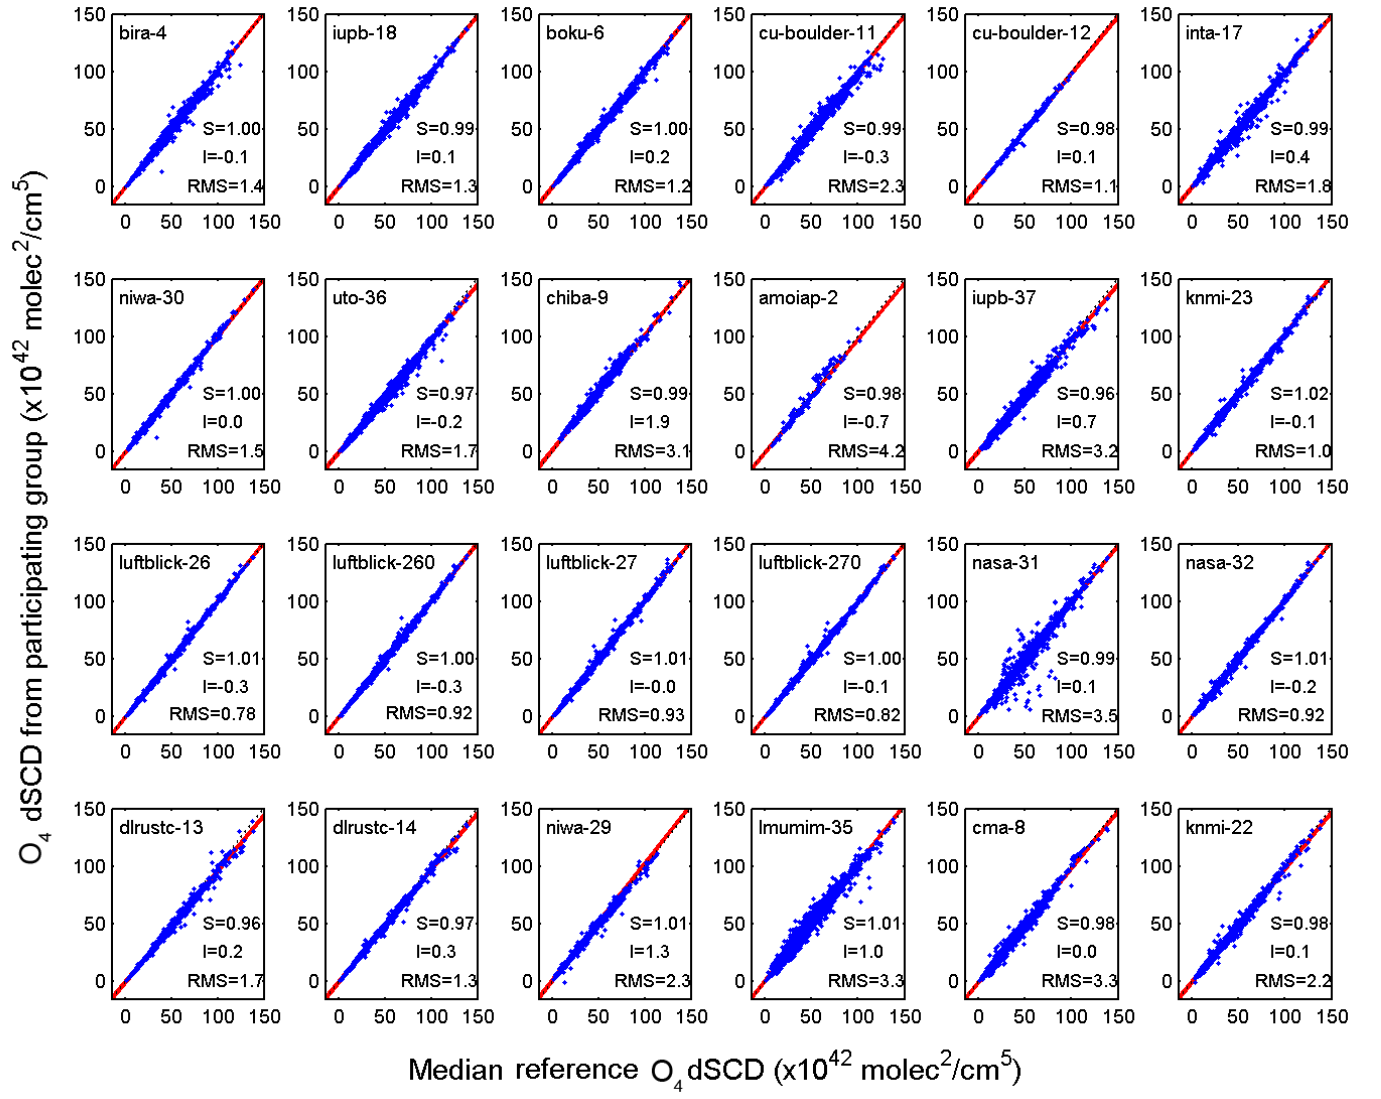 O4 dSCD from participating group (x10^42 molec^2/cm^5)
150
100
50
0
0 50 100 150
bira-4
S=1.00
I=-0.1
RMS=1.4
150
100
50
0
0 50 100 150
iupb-18
S=0.99
I=0.1
RMS=1.3
150
100
50
0
0 50 100 150
boku-6
S=1.00
I=0.2
RMS=1.2
150
100
50
0
0 50 100 150
cu-boulder-11
S=0.99
I=-0.3
RMS=2.3
150
100
50
0
0 50 100 150
cu-boulder-12
S=0.98
I=0.1
RMS=1.1
150
100
50
0
0 50 100 150
inta-17
S=0.99
I=0.4
RMS=1.8
150
100
50
0
0 50 100 150
niwa-30
S=1.00
I=0.0
RMS=1.5
150
100
50
0
0 50 100 150
uto-36
S=0.97
I=-0.2
RMS=1.7
150
100
50
0
0 50 100 150
chiba-9
S=0.99
I=1.9
RMS=3.1
150
100
50
0
0 50 100 150
amoiap-2
S=0.98
I=-0.7
RMS=4.2
150
100
50
0
0 50 100 150
iupb-37
S=0.96
I=0.7
RMS=3.2
150
100
50
0
0 50 100 150
knmi-23
S=1.02
I=-0.1
RMS=1.0
150
100
50
0
0 50 100 150
luftblick-26
S=1.01
I=-0.3
RMS=0.78
150
100
50
0
0 50 100 150
luftblick-260
S=1.00
I=-0.3
RMS=0.92
150
100
50
0
0 50 100 150
luftblick-27
S=1.01
I=-0.0
RMS=0.93
150
100
50
0
0 50 100 150
luftblick-270
S=1.00
I=-0.1
RMS=0.82
150
100
50
0
0 50 100 150
nasa-31
S=0.99
I=0.1
RMS=3.5
150
100
50
0
0 50 100 150
nasa-32
S=1.01
I=-0.2
RMS=0.92
150
100
50
0
0 50 100 150
dlrustc-13
S=0.96
I=0.2
RMS=1.7
150
100
50
0
0 50 100 150
dlrustc-14
S=0.97
I=0.3
RMS=1.3
150
100
50
0
0 50 100 150
niwa-29
S=1.01
I=1.3
RMS=2.3
150
100
50
0
0 50 100 150
lmumim-35
S=1.01
I=1.0
RMS=3.3
150
100
50
0
0 50 100 150
cma-8
S=0.98
I=0.0
RMS=3.3
150
100
50
0
0 50 100 150
knmi-22
S=0.98
I=0.1
RMS=2.2
Median reference O4 dSCD (x10^42 molec^2/cm^5)